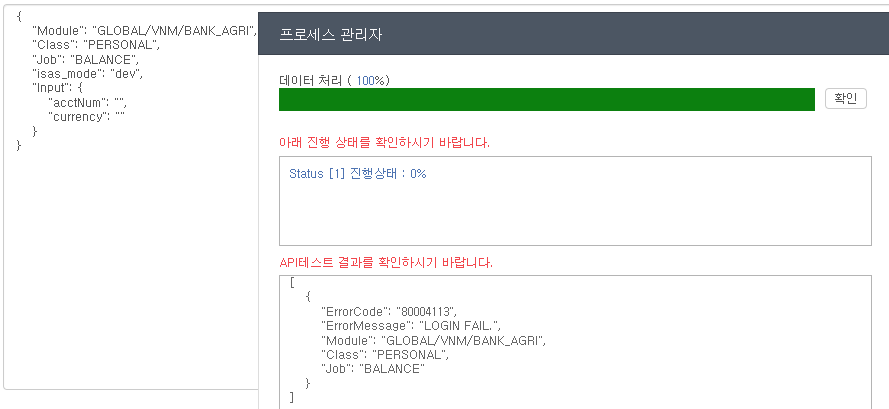 {
"Module": "GLOBAL/VNM/BANK_AGRI",
"Class": "PERSONAL",
"Job": "BALANCE",
"isas_mode": "dev",
"Input": {
"acctNum": "",
"currency": ""
}
}
프로세스 관리자
데이터 처리 ( 100%)
확인
아래 진행 상태를 확인하시기 바랍니다.
Status [1] 진행상태 : 0%
API테스트 결과를 확인하시기 바랍니다.
[
{
"ErrorCode": "80004113",
"ErrorMessage": "LOGIN FAIL.",
"Module": "GLOBAL/VNM/BANK_AGRI",
"Class": "PERSONAL",
"Job": "BALANCE"
}
]